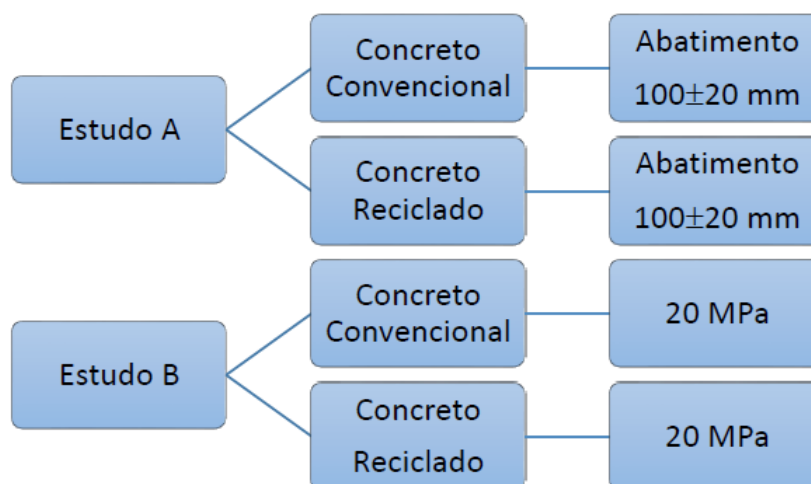 Estudo A
Concreto
Convencional
Abatimento
100±20 mm
Concreto
Reciclado
Abatimento
100±20 mm
Estudo B
Concreto
Convencional
20 MPa
Concreto
Reciclado
20 MPa